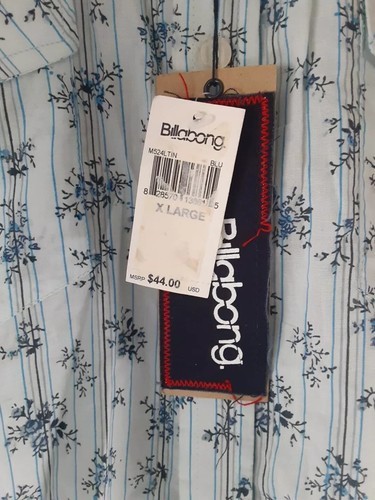 Billabong.
M524LTIN BLU
X LARGE
MSRP $44.00 USD
Billabong.